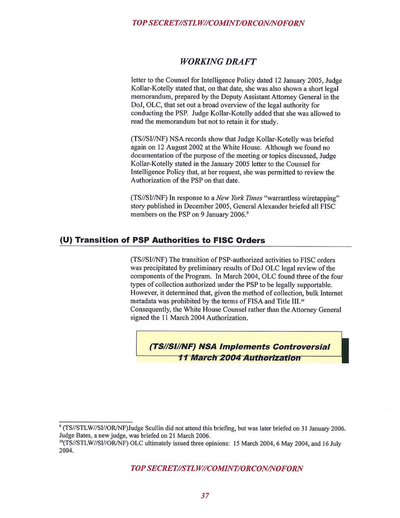 TOP SECRET//STLW//COMINT/ORCON/NOFORN
WORKING DRAFT
letter to the Counsel for Intelligence Policy dated 12 January 2005, Judge
Kollar-Kotelly stated that, on that date, she was also shown a short legal
memorandum, prepared by the Deputy Assistant Attorney General in the
DoJ, OLC, that set out a broad overview of the legal authority for
conducting the PSP. Judge Kollar-Kotelly added that she was allowed to
read the memorandum but not to retain it for study.
(TS//SI//NF) NSA records show that Judge Kollar-Kotelly was briefed
again on 12 August 2002 at the White House. Although we found no
documentation of the purpose of the meeting or topics discussed, Judge
Kollar-Kotelly stated in the January 2005 letter to the Counsel for
Intelligence Policy that, at her request, she was permitted to review the
Authorization of the PSP on that date.
(TS//SI//NF) In response to a New York Times "warrantless wiretapping"
story published in December 2005, General Alexander briefed all FISC
members on the PSP on 9 January 2006.⁹
(U) Transition of PSP Authorities to FISC Orders
(TS//SI//NF) The transition of PSP-authorized activities to FISC orders
was precipitated by preliminary results of DoJ OLC legal review of the
components of the Program. In March 2004, OLC found three of the four
types of collection authorized under the PSP to be legally supportable.
However, it determined that, given the method of collection, bulk Internet
metadata was prohibited by the terms of FISA and Title III.¹⁰
Consequently, the White House Counsel rather than the Attorney General
signed the 11 March 2004 Authorization.
(TS//SI//NF) NSA Implements Controversial
11 March 2004 Authorization
⁹ (TS//STLW//SI//OR/NF)Judge Scullin did not attend this briefing, but was later briefed on 31 January 2006.
Judge Bates, a new judge, was briefed on 21 March 2006.
¹⁰(TS//STLW//SI//OR/NF) OLC ultimately issued three opinions: 15 March 2004, 6 May 2004, and 16 July
2004.
TOP SECRET//STLW//COMINT/ORCON/NOFORN
37